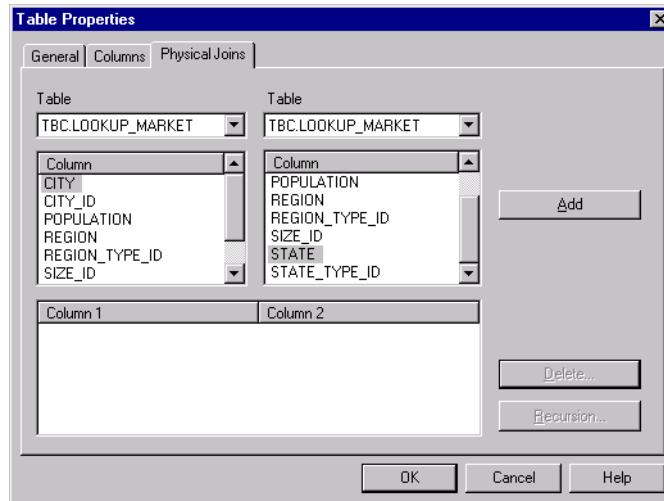 Table Properties
General Columns Physical Joins
Table Table
TBC.LOOKUP_MARKET TBC.LOOKUP_MARKET
Column Column
CITY POPULATION
CITY_ID REGION
POPULATION REGION_TYPE_ID
REGION SIZE_ID
REGION_TYPE_ID STATE
SIZE_ID STATE_TYPE_ID
Add
Column 1 Column 2
Delete...
Recursion...
OK Cancel Help